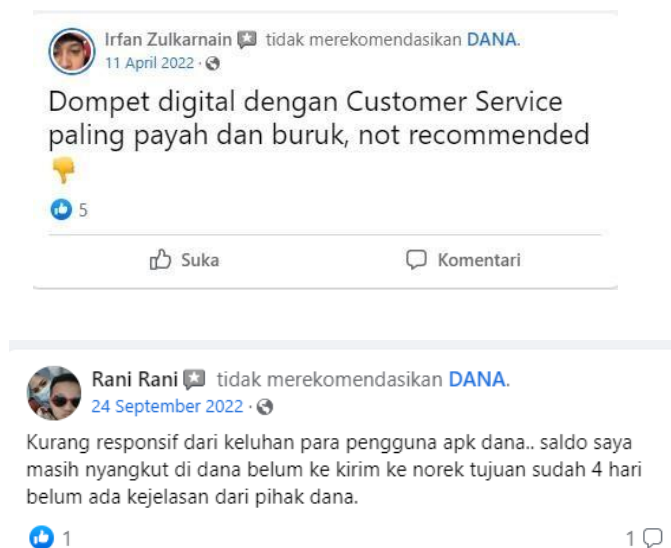 Irfan Zulkarnain tidak merekomendasikan DANA.
11 April 2022 ·
Dompet digital dengan Customer Service
paling payah dan buruk, not recommended
5
Suka Komentari
Rani Rani tidak merekomendasikan DANA.
24 September 2022 ·
Kurang responsif dari keluhan para pengguna apk dana.. saldo saya
masih nyangkut di dana belum ke kirim ke norek tujuan sudah 4 hari
belum ada kejelasan dari pihak dana.
1 1